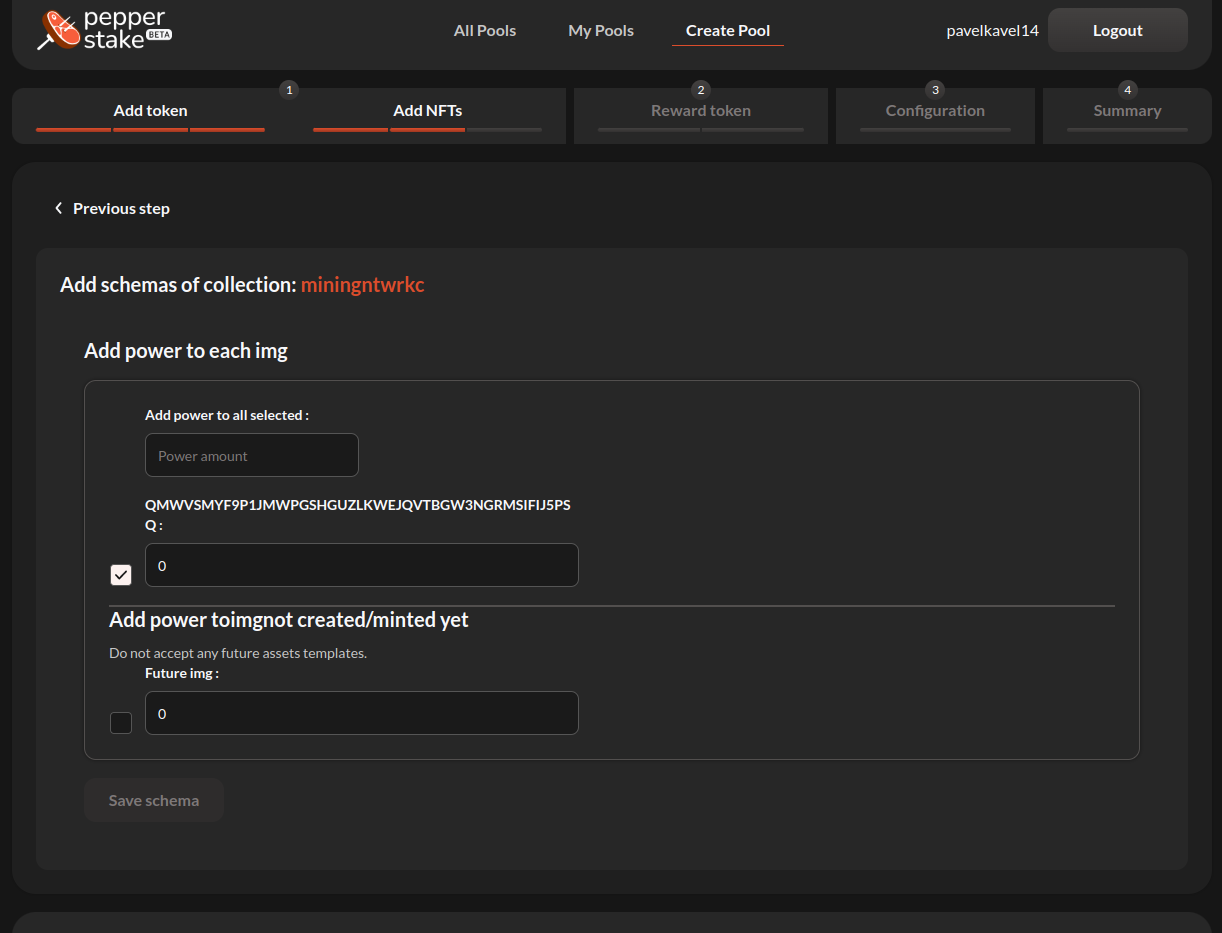 pepper
stake BETA
All Pools
My Pools
Create Pool
pavelkavel14
Logout
1
Add token
Add NFTs
2
Reward token
3
Configuration
4
Summary
Previous step
Add schemas of collection: miningntwrkc
Add power to each img
Add power to all selected :
Power amount
QMWVSMYF9P1JMWPGSHGUZLKWEJQVTBGW3NGRMSIFIJ5PS
Q :
0
Add power toimgnot created/minted yet
Do not accept any future assets templates.
Future img :
0
Save schema